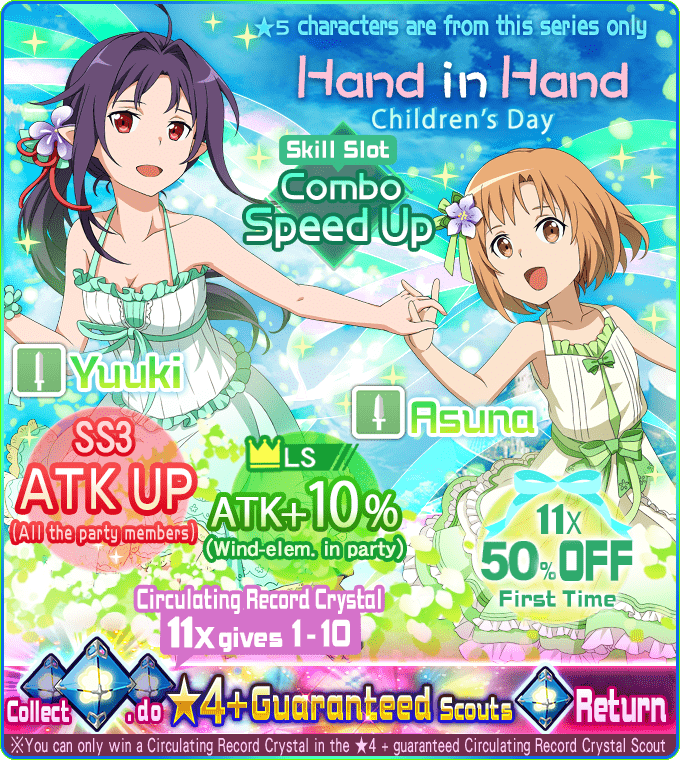 ★5 characters are from this series only
Hand in Hand
Children's Day
Skill Slot
Combo
Speed Up
Yuuki
Asuna
SS3
ATK UP
(All the party members)
LS
ATK+10%
(Wind-elem. in party)
11x
50%OFF
First Time
Circulating Record Crystal
11x gives 1-10
Collect .do ★4+Guaranteed Scouts Return
※You can only win a Circulating Record Crystal in the ★4 + guaranteed Circulating Record Crystal Scout